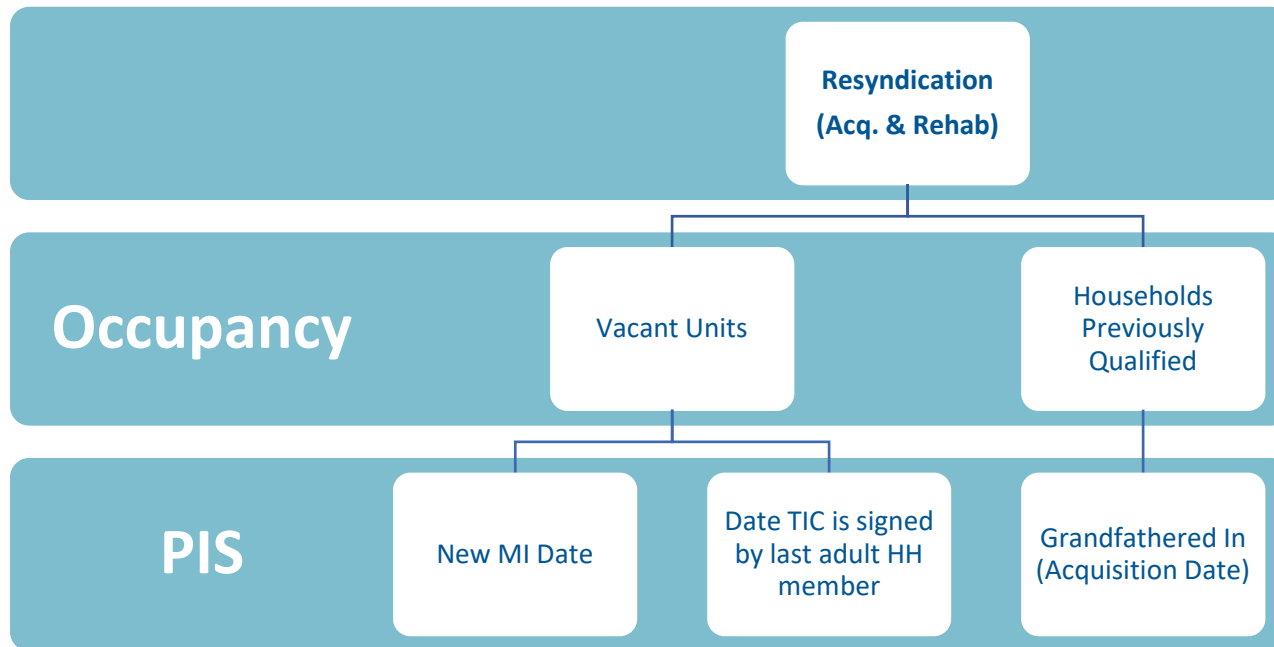 Resyndication
(Acq. & Rehab)
Occupancy
Vacant Units
Households
Previously
Qualified
PIS
New MI Date
Date TIC is signed
by last adult HH
member
Grandfathered In
(Acquisition Date)